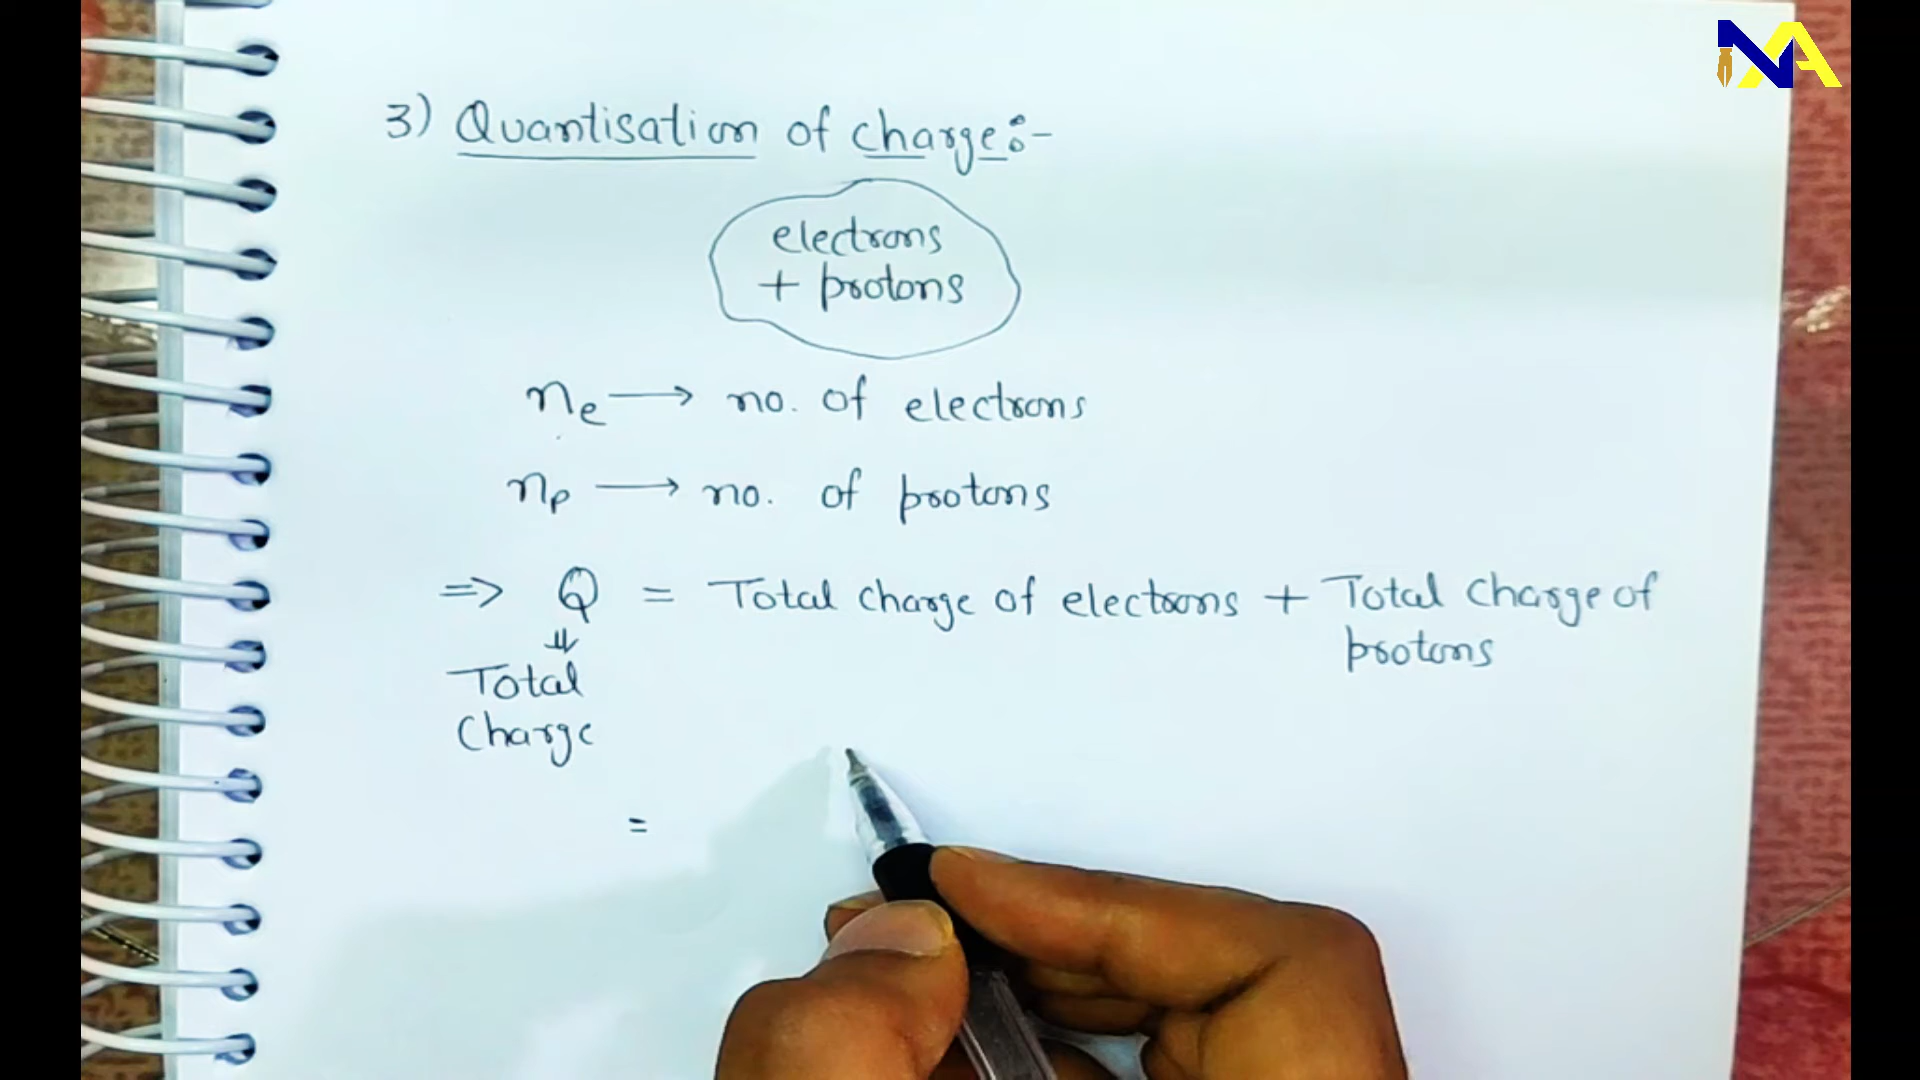 NA
3) Quantisation of charge:-
electrons
+ protons
ne → no. of electrons
np → no. of protons
=> Q = Total charge of electrons + Total charge of
protons
⇓
Total
Charge
=